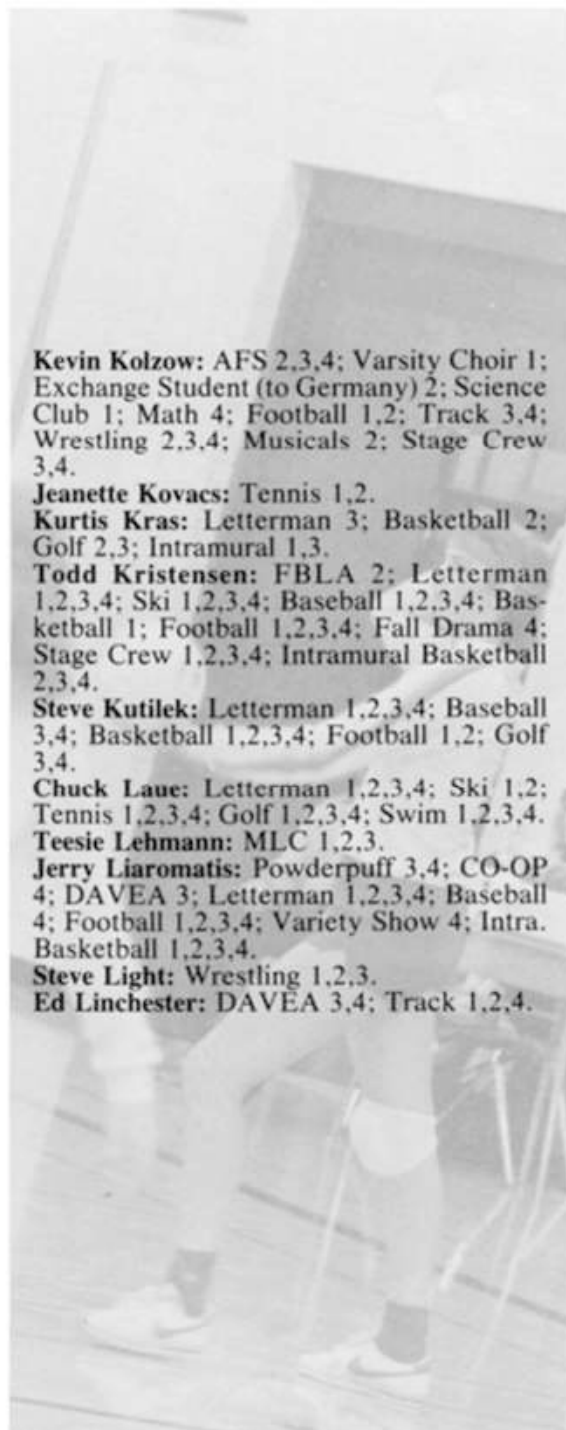 Kevin Kolzow: AFS 2,3,4; Varsity Choir 1;
Exchange Student (to Germany) 2; Science
Club 1; Math 4; Football 1,2; Track 3,4;
Wrestling 2,3,4; Musicals 2; Stage Crew
3,4.
Jeanette Kovacs: Tennis 1,2.
Kurtis Kras: Letterman 3; Basketball 2;
Golf 2,3; Intramural 1,3.
Todd Kristensen: FBLA 2; Letterman
1,2,3,4; Ski 1,2,3,4; Baseball 1,2,3,4; Bas-
ketball 1; Football 1,2,3,4; Fall Drama 4;
Stage Crew 1,2,3,4; Intramural Basketball
2,3,4.
Steve Kutilek: Letterman 1,2,3,4; Baseball
3,4; Basketball 1,2,3,4; Football 1,2; Golf
3,4.
Chuck Laue: Letterman 1,2,3,4; Ski 1,2;
Tennis 1,2,3,4; Golf 1,2,3,4; Swim 1,2,3,4.
Teesie Lehmann: MLC 1,2,3.
Jerry Liaromatis: Powderpuff 3,4; CO-OP
4; DAVEA 3; Letterman 1,2,3,4; Baseball
4; Football 1,2,3,4; Variety Show 4; Intra.
Basketball 1,2,3,4.
Steve Light: Wrestling 1,2,3.
Ed Linchester: DAVEA 3,4; Track 1,2,4.